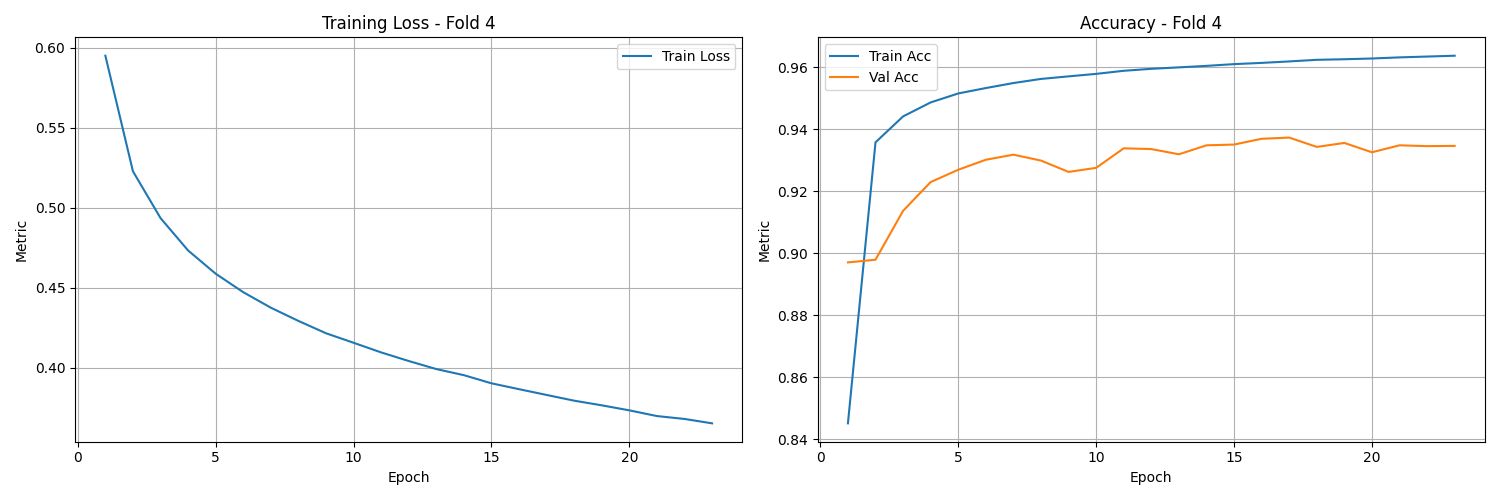 Training Loss - Fold 4
0.60
0.55
0.50
0.45
0.40
Metric
Train Loss
0 5 10 15 20
Epoch
Accuracy - Fold 4
0.96
0.94
0.92
0.90
0.88
0.86
0.84
Metric
Train Acc
Val Acc
0 5 10 15 20
Epoch